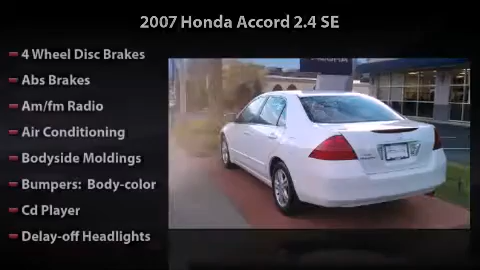 2007 Honda Accord 2.4 SE
4 Wheel Disc Brakes
Abs Brakes
Am/fm Radio
Air Conditioning
Bodyside Moldings
Bumpers: Body-color
Cd Player
Delay-off Headlights